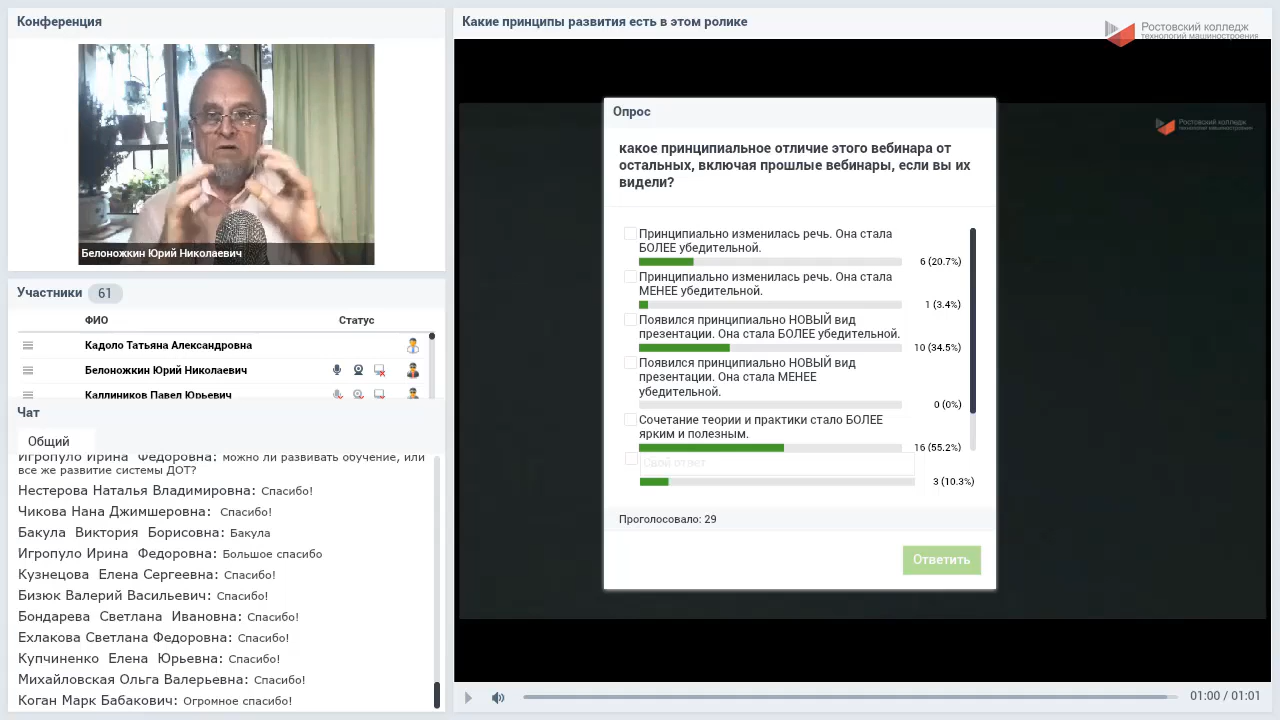 Конференция
Белоножкин Юрий Николаевич
Участники 61
ФИО Статус
Кадоло Татьяна Александровна
Белоножкин Юрий Николаевич
Каллиников Павел Юрьевич
Чат
Общий
Игропуло Ирина Федоровна: можно ли развивать обучение, или
все же развитие системы ДОТ?
Нестерова Наталья Владимировна: Спасибо!
Чикова Нана Джимшеровна: Спасибо!
Бакула Виктория Борисовна: Бакула
Игропуло Ирина Федоровна: Большое спасибо
Кузнецова Елена Сергеевна: Спасибо!
Бизюк Валерий Васильевич: Спасибо!
Бондарева Светлана Ивановна: Спасибо!
Ехлакова Светлана Федоровна: Спасибо!
Купчиненко Елена Юрьевна: Спасибо!
Михайловская Ольга Валерьевна: Спасибо!
Коган Марк Бабакович: Огромное спасибо!
Какие принципы развития есть в этом ролике
Ростовский колледж
технологий машиностроения
Ростовский колледж
технологий машиностроения
Опрос
какое принципиальное отличие этого вебинара от
остальных, включая прошлые вебинары, если вы их
видели?
Принципиально изменилась речь. Она стала
БОЛЕЕ убедительной.
6 (20.7%)
Принципиально изменилась речь. Она стала
МЕНЕЕ убедительной.
1 (3.4%)
Появился принципиально НОВЫЙ вид
презентации. Она стала БОЛЕЕ убедительной.
10 (34.5%)
Появился принципиально НОВЫЙ вид
презентации. Она стала МЕНЕЕ
убедительной.
0 (0%)
Сочетание теории и практики стало БОЛЕЕ
ярким и полезным.
16 (55.2%)
Свой ответ
3 (10.3%)
Проголосовало: 29
Ответить
01:00 / 01:01